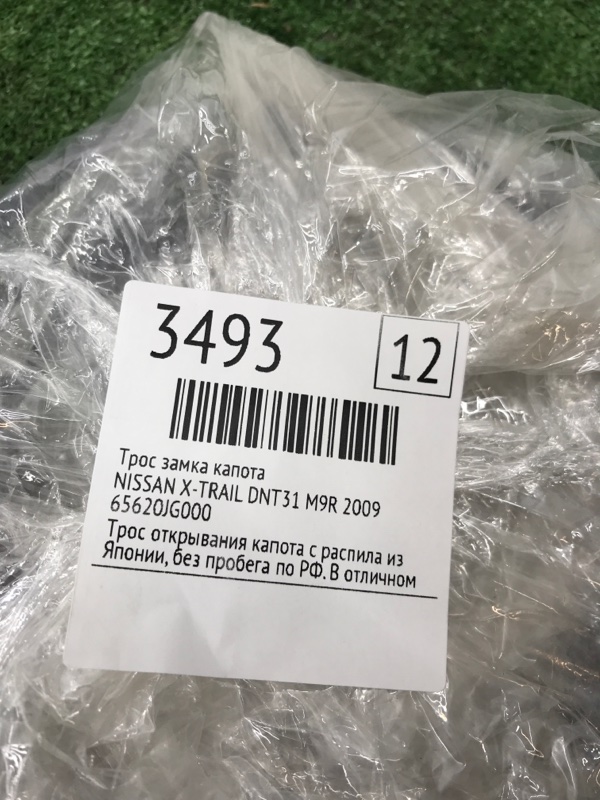 3493
12
Трос замка капота
NISSAN X-TRAIL DNT31 M9R 2009
65620JG000
Трос открывания капота с распила из
Японии, без пробега по РФ. В отличном